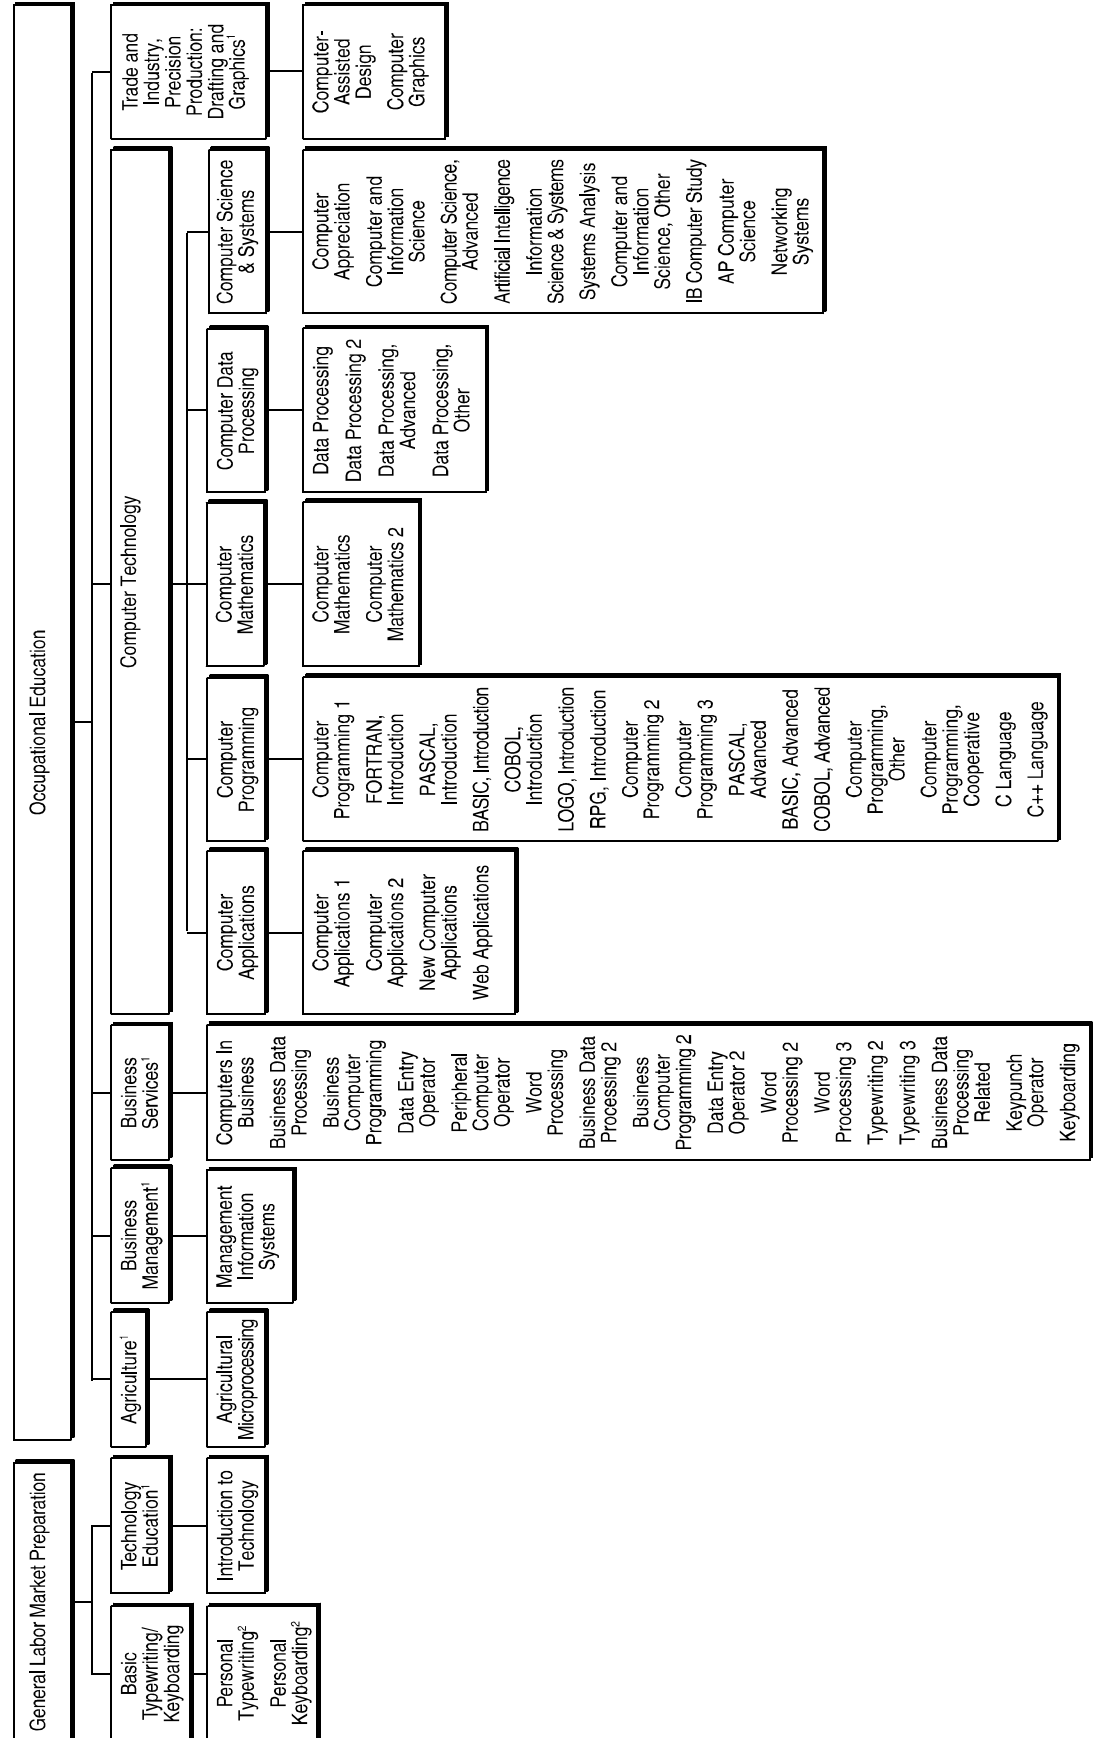 General Labor Market Preparation
Basic
Typewriting/
Keyboarding
Personal
Typewriting²
Personal
Keyboarding²
Technology
Education¹
Introduction to
Technology
Occupational Education
Agriculture¹
Agricultural
Microprocessing
Business
Management¹
Management
Information
Systems
Business
Services¹
Computers In
Business
Business Data
Processing
Business
Computer
Programming
Data Entry
Operator
Peripheral
Computer
Operator
Word
Processing
Business Data
Processing 2
Business
Computer
Programming 2
Data Entry
Operator 2
Word
Processing 2
Word
Processing 3
Typewriting 2
Typewriting 3
Business Data
Processing
Related
Keypunch
Operator
Keyboarding
Computer Technology
Computer
Applications
Computer
Applications 1
Computer
Applications 2
New Computer
Applications
Web Applications
Computer
Programming
Computer
Programming 1
FORTRAN,
Introduction
PASCAL,
Introduction
BASIC, Introduction
COBOL,
Introduction
LOGO, Introduction
RPG, Introduction
Computer
Programming 2
Computer
Programming 3
PASCAL,
Advanced
BASIC, Advanced
COBOL, Advanced
Computer
Programming,
Other
Computer
Programming,
Cooperative
C Language
C++ Language
Computer
Mathematics
Computer
Mathematics
Computer
Mathematics 2
Computer Data
Processing
Data Processing
Data Processing 2
Data Processing,
Advanced
Data Processing,
Other
Computer Science
& Systems
Computer
Appreciation
Computer and
Information
Science
Computer Science,
Advanced
Artificial Intelligence
Information
Science & Systems
Systems Analysis
Computer and
Information
Science, Other
IB Computer Study
AP Computer
Science
Networking
Systems
Trade and
Industry,
Precision
Production:
Drafting and
Graphics¹
Computer-
Assisted
Design
Computer
Graphics